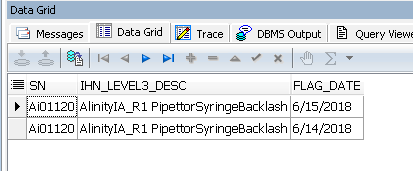 Data Grid
Messages Data Grid Trace DBMS Output Query Viewe
SN IHN_LEVEL3_DESC FLAG_DATE
Ai01120 AlinityIA_R1 PipettorSyringeBacklash 6/15/2018
Ai01120 AlinityIA_R1 PipettorSyringeBacklash 6/14/2018